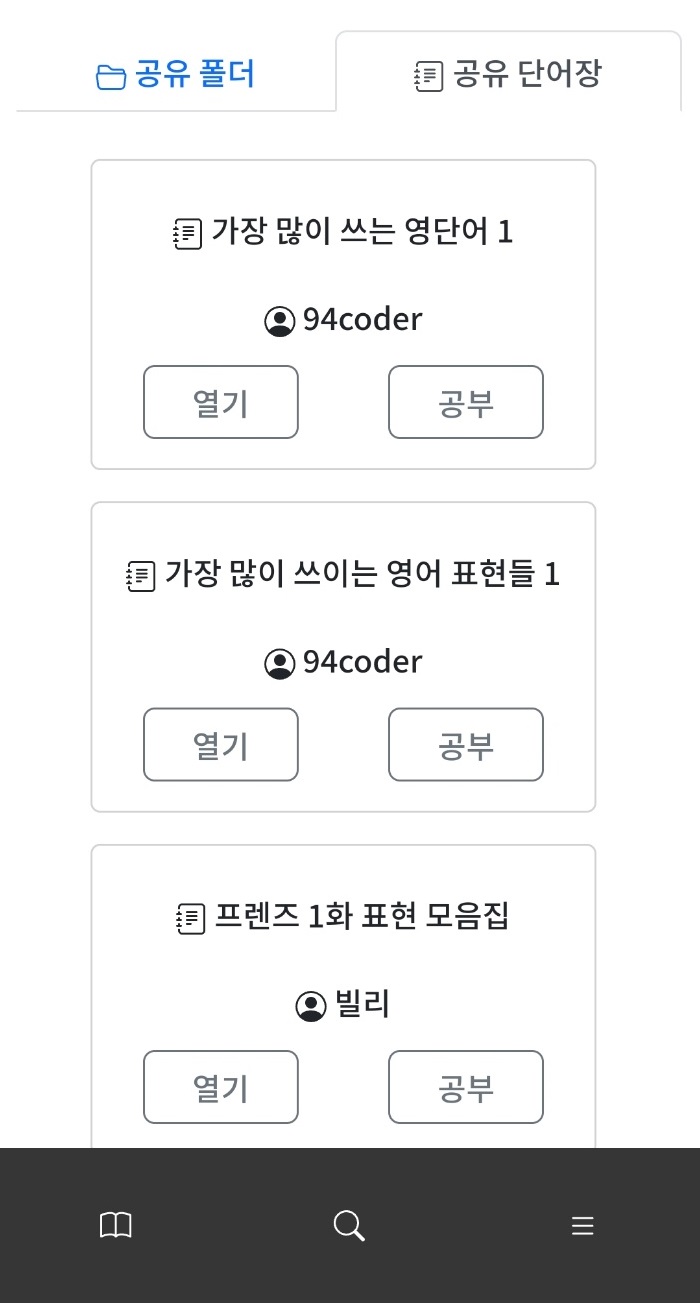 공유 폴더 공유 단어장
가장 많이 쓰는 영단어 1
94coder
열기 공부
가장 많이 쓰이는 영어 표현들 1
94coder
열기 공부
프렌즈 1화 표현 모음집
빌리
열기 공부